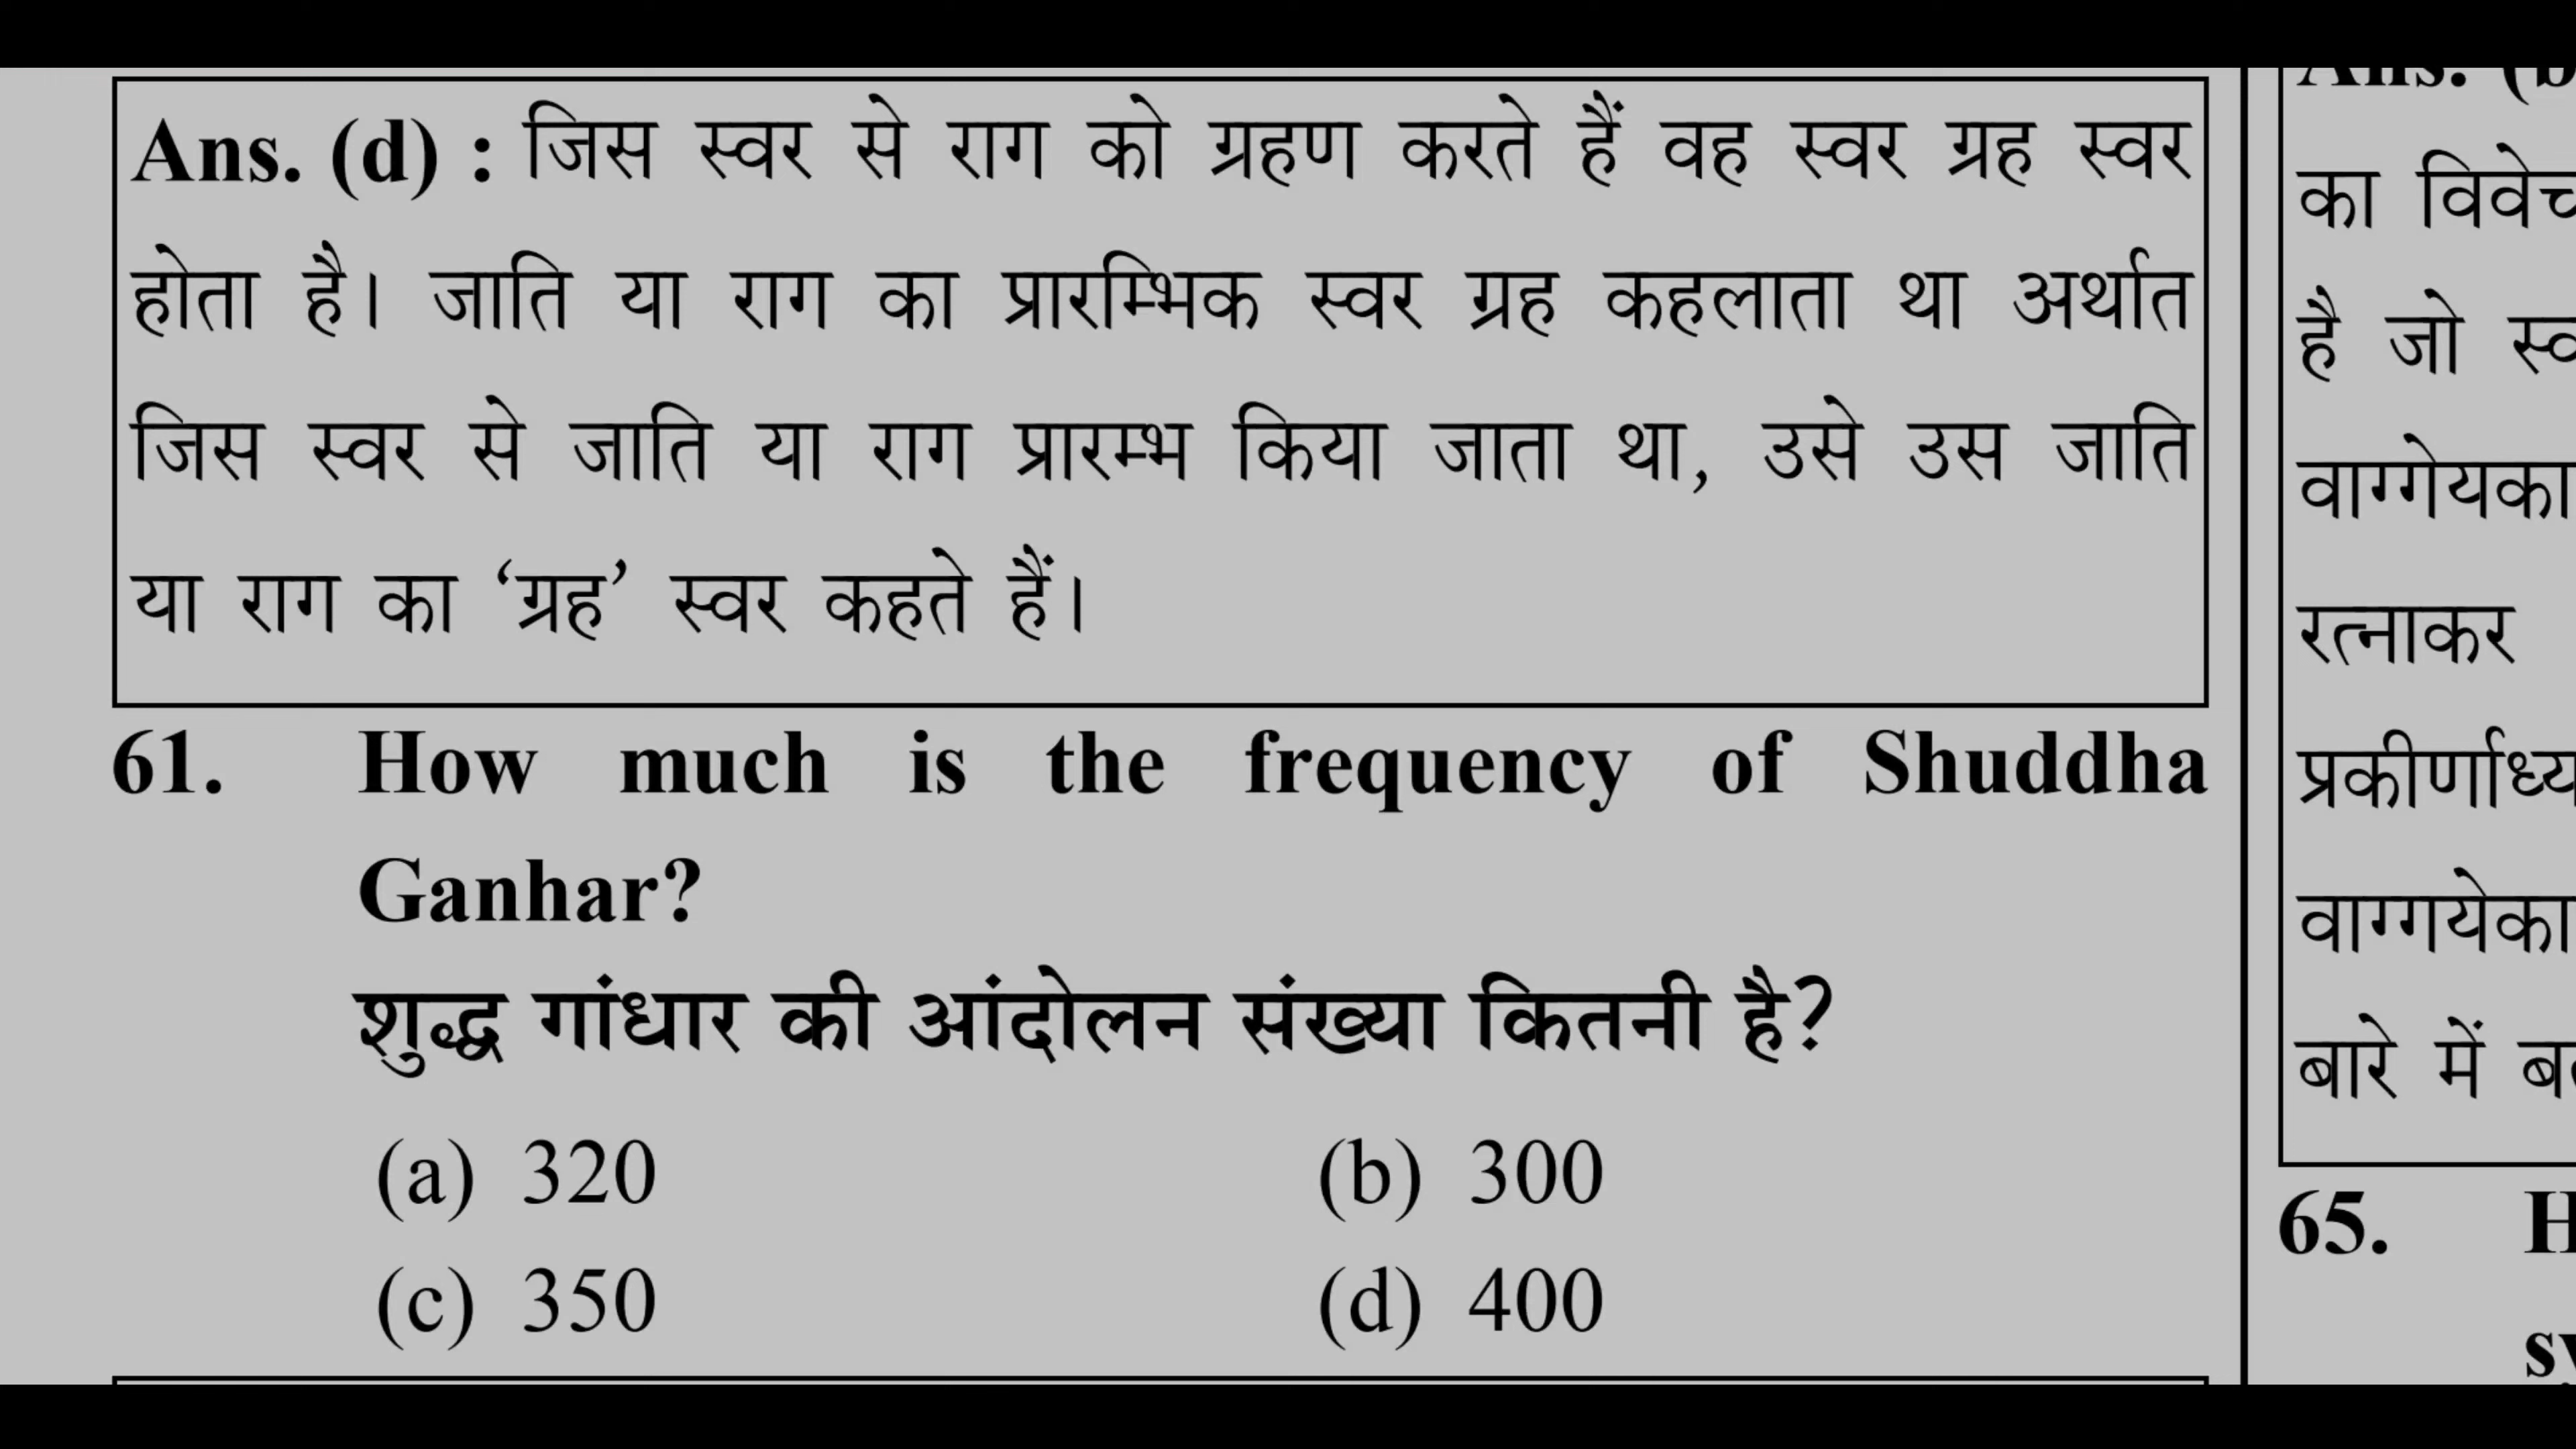 Ans. (d) : जिस स्वर से राग को ग्रहण करते हैं वह स्वर ग्रह स्वर
होता है। जाति या राग का प्रारम्भिक स्वर ग्रह कहलाता था अर्थात
जिस स्वर से जाति या राग प्रारम्भ किया जाता था, उसे उस जाति
या राग का ‘ग्रह’ स्वर कहते हैं।
61. How much is the frequency of Shuddha
Ganhar?
शुद्ध गांधार की आंदोलन संख्या कितनी है?
(a) 320 (b) 300
(c) 350 (d) 400
Ans. (b
का
है जो
रत्नाकर
बारे में
65.